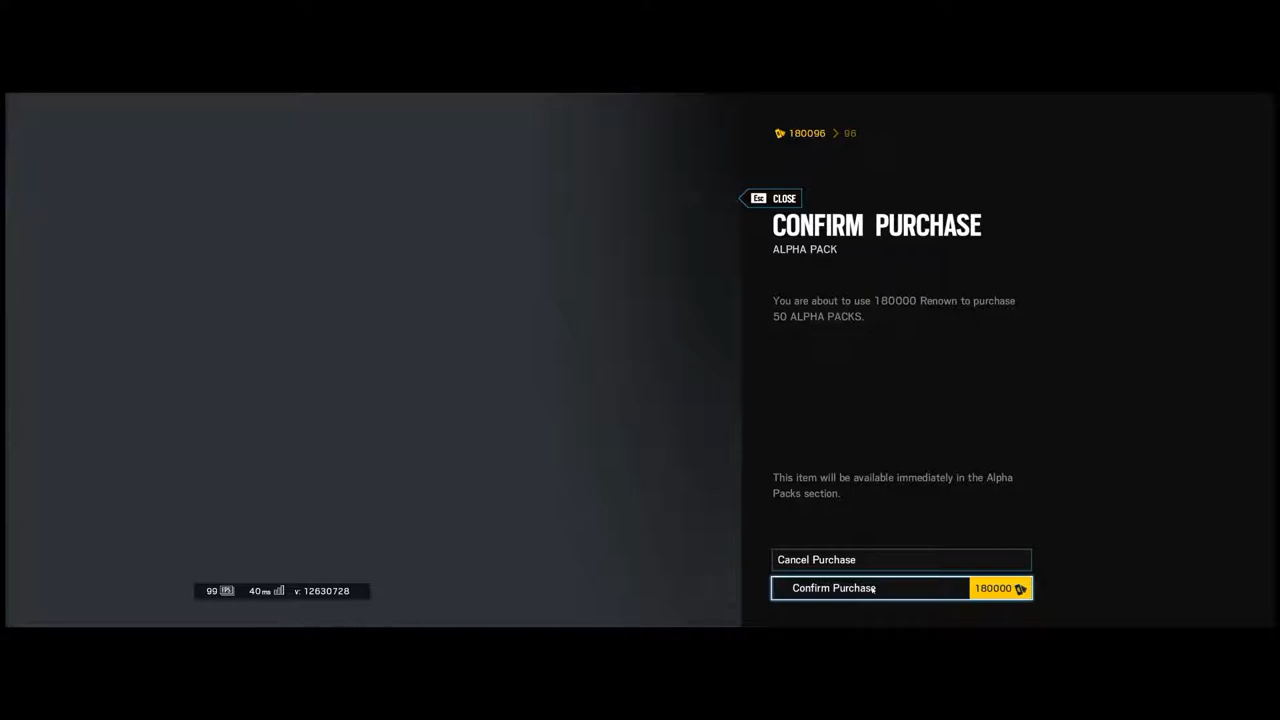 180096 > 96
Esc CLOSE
CONFIRM PURCHASE
ALPHA PACK
You are about to use 180000 Renown to purchase
50 ALPHA PACKS.
This item will be available immediately in the Alpha
Packs section.
Cancel Purchase
Confirm Purchase 180000
99 FPS 40ms v: 12630728